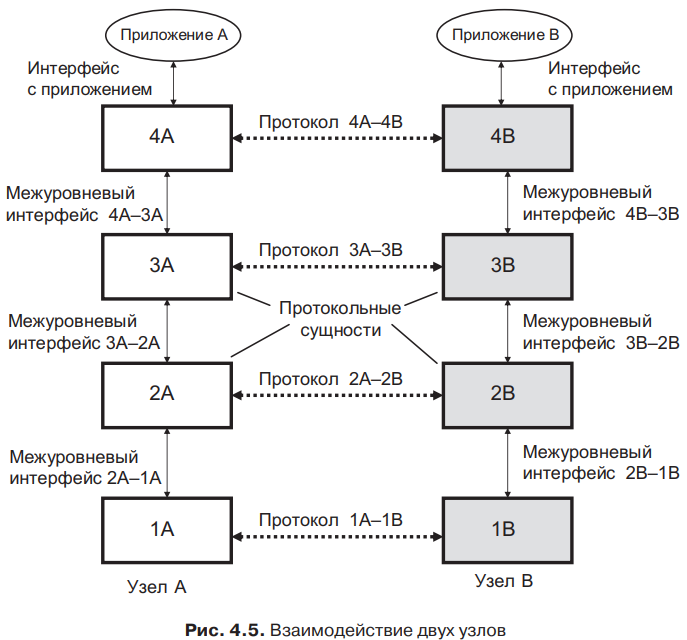 Приложение А
Приложение В
Интерфейс
с приложением
Интерфейс
с приложением
4А
Протокол 4А–4В
4В
Межуровневый
интерфейс 4А–3А
Межуровневый
интерфейс 4В–3В
3А
Протокол 3А–3В
3В
Протокольные
сущности
Межуровневый
интерфейс 3А–2А
Межуровневый
интерфейс 3В–2В
2А
Протокол 2А–2В
2В
Межуровневый
интерфейс 2А–1А
Межуровневый
интерфейс 2В–1В
1А
Протокол 1А–1В
1В
Узел А
Узел В
Рис. 4.5. Взаимодействие двух узлов